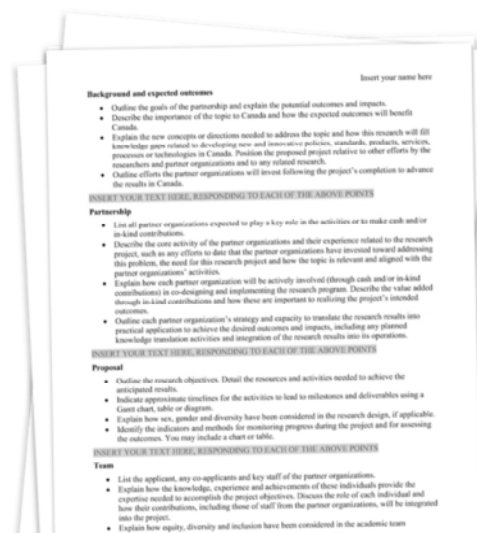 Insert your name here
Background and expected outcomes
• Outline the goals of the partnership and explain the potential outcomes and impacts.
• Describe the importance of the topic to Canada and how the expected outcomes will benefit
Canada.
• Explain the new concepts or directions needed to address the topic and how this research will fill
knowledge gaps related to developing new and innovative policies, standards, products, services,
processes or technologies in Canada. Position the proposed project relative to other efforts by the
researchers and partner organizations and to any related research.
• Outline efforts the partner organizations will invest following the project's completion to advance
the results in Canada.
INSERT YOUR TEXT HERE, RESPONDING TO EACH OF THE ABOVE POINTS
Partnership
• List all partner organizations expected to play a key role in the activities or to make cash and/or
in-kind contributions.
• Describe the core activity of the partner organizations and their experience related to the research
project, such as any efforts to date that the partner organizations have invested toward addressing
this problem, the need for this research project and how the topic is relevant and aligned with the
partner organizations' activities.
• Explain how each partner organization will be actively involved (through cash and/or in-kind
contributions) in co-designing and implementing the research program. Describe the value added
through in-kind contributions and how these are important to realizing the project's intended
outcomes.
• Outline each partner organization's strategy and capacity to translate the research results into
practical application to achieve the desired outcomes and impacts, including any planned
knowledge translation activities and integration of the research results into its operations.
INSERT YOUR TEXT HERE, RESPONDING TO EACH OF THE ABOVE POINTS
Proposal
• Outline the research objectives. Detail the resources and activities needed to achieve the
anticipated results.
• Indicate approximate timelines for the activities to lead to milestones and deliverables using a
Gantt chart, table or diagram.
• Explain how sex, gender and diversity have been considered in the research design, if applicable.
• Identify the indicators and methods for monitoring progress during the project and for assessing
the outcomes. You may include a chart or table.
INSERT YOUR TEXT HERE, RESPONDING TO EACH OF THE ABOVE POINTS
Team
• List the applicant, any co-applicants and key staff of the partner organizations.
• Explain how the knowledge, experience and achievements of these individuals provide the
expertise needed to accomplish the project objectives. Discuss the role of each individual and
how their contributions, including those of staff from the partner organizations, will be integrated
into the project.
• Explain how equity, diversity and inclusion have been considered in the academic team